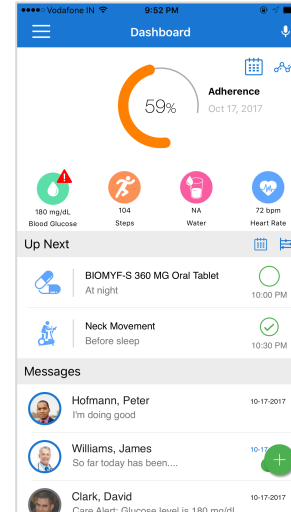 Vodafone IN 9:52 PM
Dashboard
59%
Adherence
Oct 17, 2017
180 mg/dL
Blood Glucose
104
Steps
NA
Water
72 bpm
Heart Rate
Up Next
BIOMYF-S 360 MG Oral Tablet
At night
10:00 PM
Neck Movement
Before sleep
10:30 PM
Messages
Hofmann, Peter
10-17-2017
I'm doing good
Williams, James
10-17
So far today has been....
Clark, David
10-17-2017
Care Alert: Glucose level is 180 mg/dl